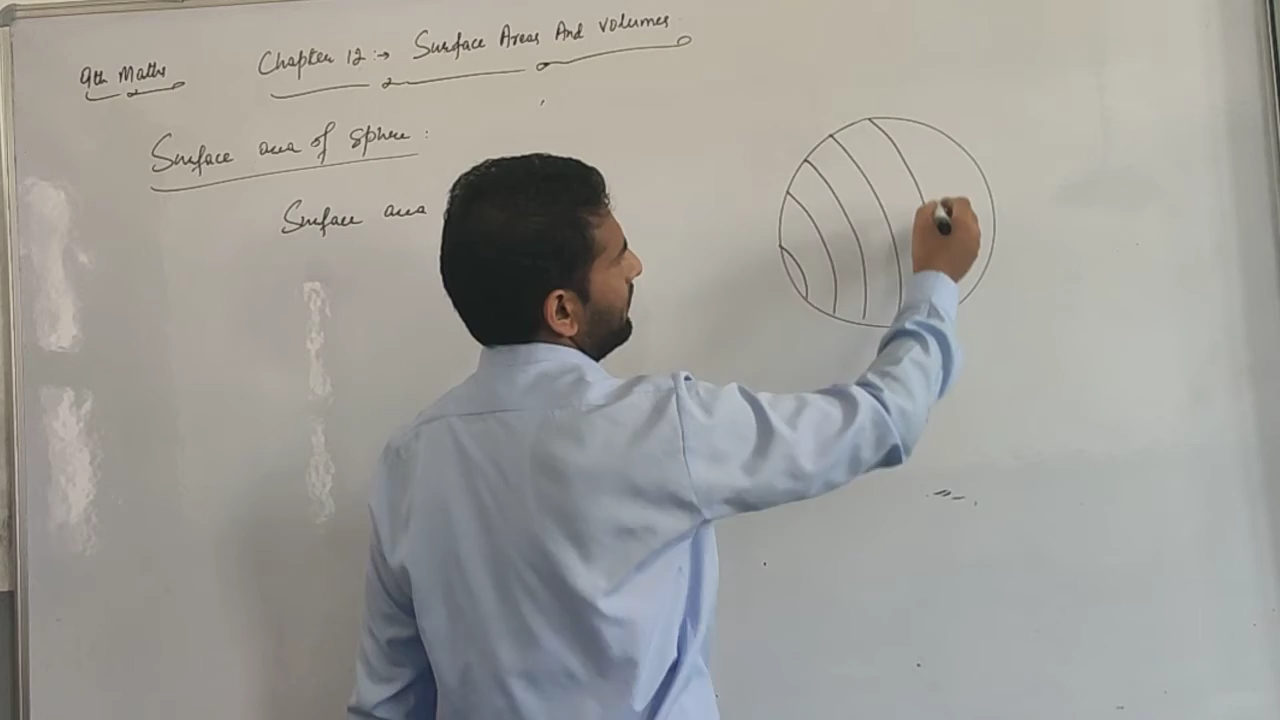 9th Maths
Chapter 12:→ Surface Areas And Volumes
Surface area of sphere:
Surface area